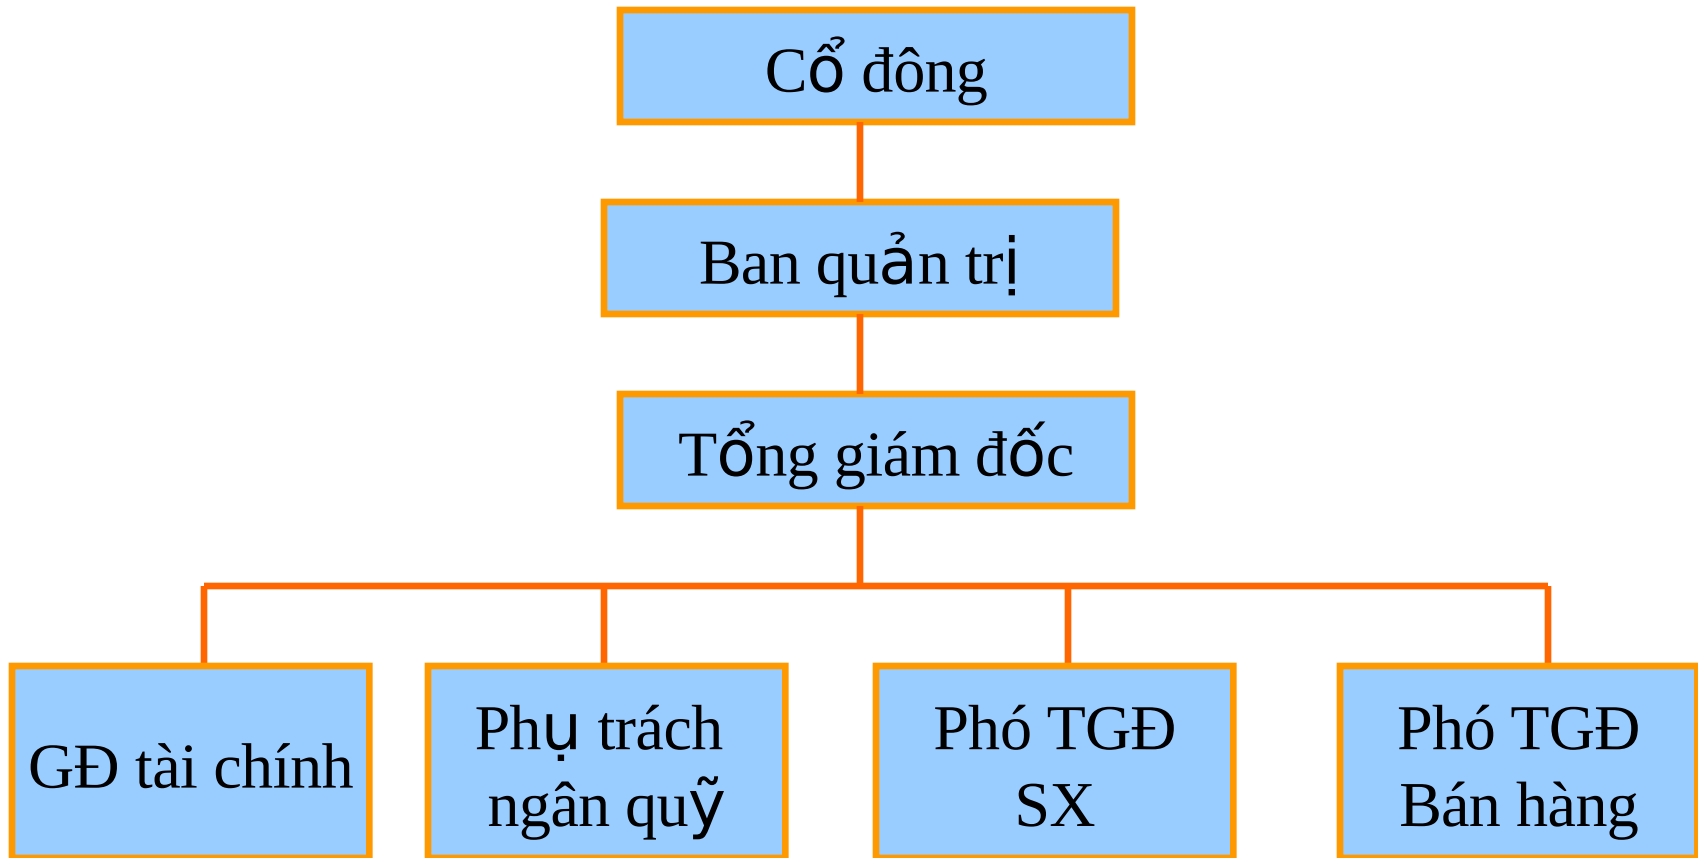 Cổ đông
Ban quản trị
Tổng giám đốc
GĐ tài chính
Phụ trách
ngân quỹ
Phó TGĐ
SX
Phó TGĐ
Bán hàng